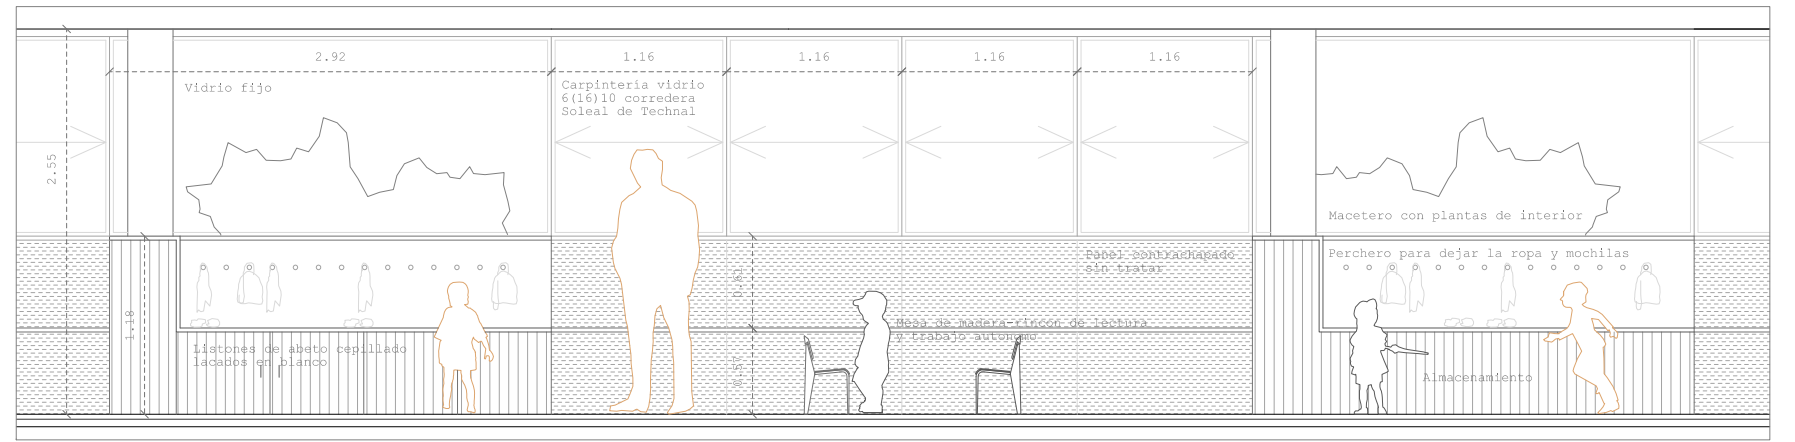 2.92
1.16
1.16
1.16
1.16
Vidrio fijo
Carpintería vidrio
6(16)10 corredera
Soleal de Technal
2.55
Macetero con plantas de interior
Panel contrachapado
sin tratar
Perchero para dejar la ropa y mochilas
0.61
1.18
Mesa de madera-rincón de lectura
y trabajo autónomo
Listones de abeto cepillado
lacados en blanco
0.57
Almacenamiento